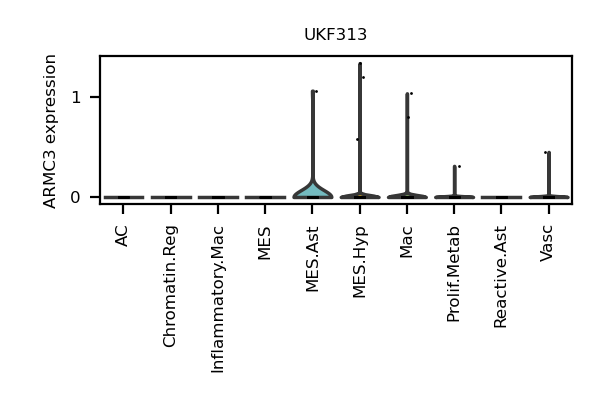 UKF313
ARMC3 expression
1
0
AC
Chromatin.Reg
Inflammatory.Mac
MES
MES.Ast
MES.Hyp
Mac
Prolif.Metab
Reactive.Ast
Vasc